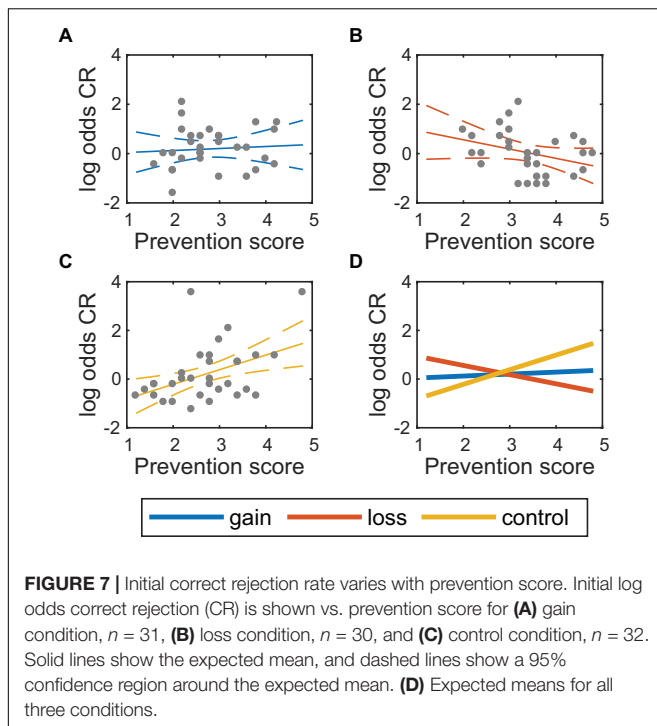 A
B
4
2
0
-2
log odds CR
1 2 3 4 5
Prevention score
4
2
0
-2
log odds CR
1 2 3 4 5
Prevention score
C
D
4
2
0
-2
log odds CR
1 2 3 4 5
Prevention score
4
2
0
-2
log odds CR
1 2 3 4 5
Prevention score
gain loss control
FIGURE 7 | Initial correct rejection rate varies with prevention score. Initial log
odds correct rejection (CR) is shown vs. prevention score for (A) gain
condition, n = 31, (B) loss condition, n = 30, and (C) control condition, n = 32.
Solid lines show the expected mean, and dashed lines show a 95%
confidence region around the expected mean. (D) Expected means for all
three conditions.